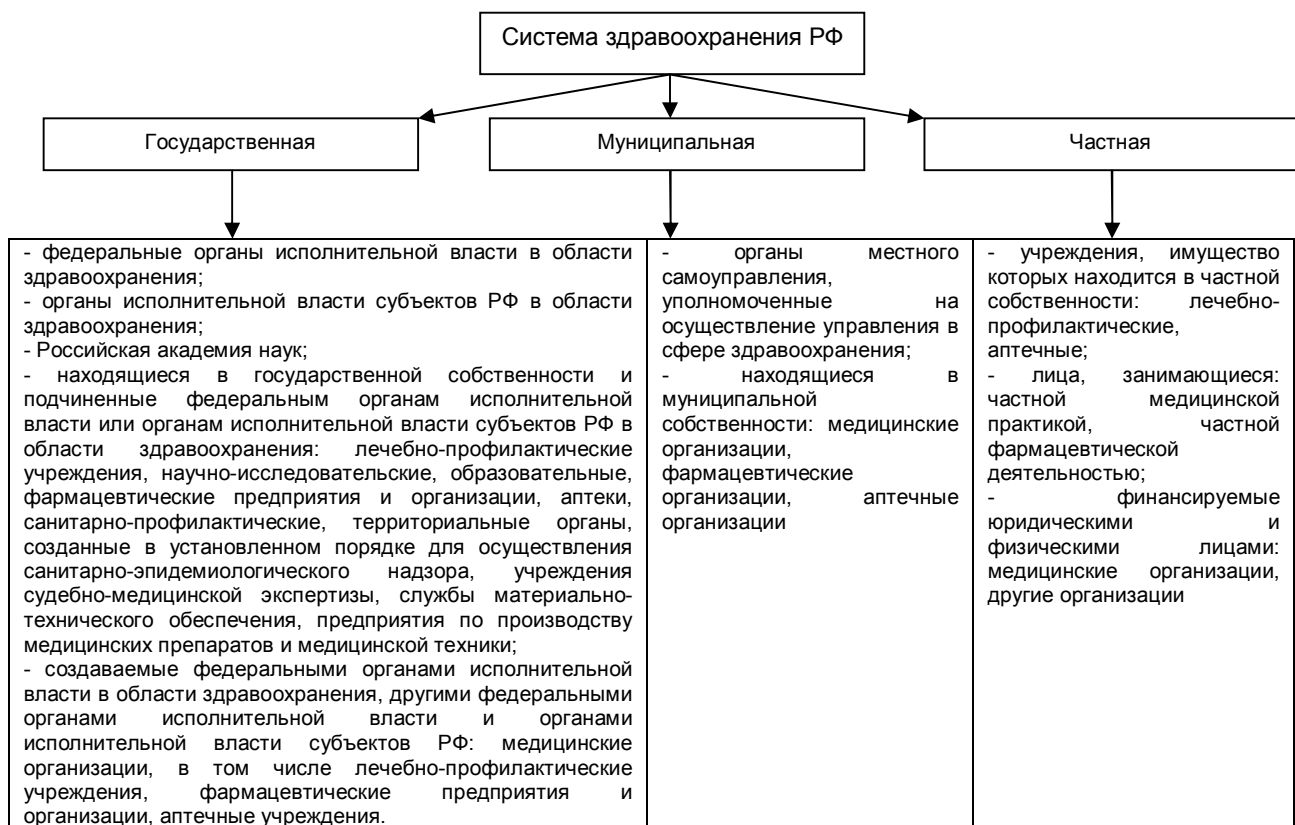 Система здравоохранения РФ
Государственная
Муниципальная
Частная
- федеральные органы исполнительной власти в области
здравоохранения;
- органы исполнительной власти субъектов РФ в области
здравоохранения;
- Российская академия наук;
- находящиеся в государственной собственности и
подчиненные федеральным органам исполнительной
власти или органам исполнительной власти субъектов РФ в
области здравоохранения: лечебно-профилактические
учреждения, научно-исследовательские, образовательные,
фармацевтические предприятия и организации, аптеки,
санитарно-профилактические, территориальные органы,
созданные в установленном порядке для осуществления
санитарно-эпидемиологического надзора, учреждения
судебно-медицинской экспертизы, службы материально-
технического обеспечения, предприятия по производству
медицинских препаратов и медицинской техники;
- создаваемые федеральными органами исполнительной
власти в области здравоохранения, другими федеральными
органами исполнительной власти и органами
исполнительной власти субъектов РФ: медицинские
организации, в том числе лечебно-профилактические
учреждения, фармацевтические предприятия и
организации, аптечные учреждения.
- органы местного
самоуправления,
уполномоченные на
осуществление управления в
сфере здравоохранения;
- находящиеся в
муниципальной
собственности: медицинские
организации,
фармацевтические
организации, аптечные
организации
- учреждения, имущество
которых находится в частной
собственности: лечебно-
профилактические,
аптечные;
- лица, занимающиеся:
частной медицинской
практикой, частной
фармацевтической
деятельностью;
- финансируемые
юридическими и
физическими лицами:
медицинские организации,
другие организации